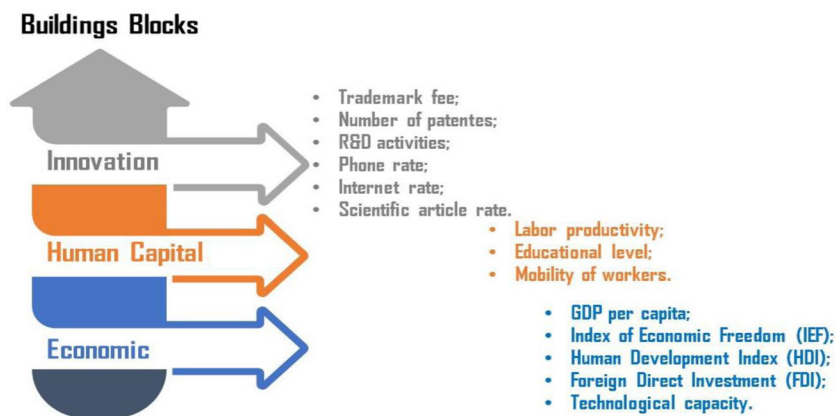 Buildings Blocks
• Trademark fee;
• Number of patentes;
• R&D activities;
• Phone rate;
• Internet rate;
• Scientific article rate.
Innovation
• Labor productivity;
• Educational level;
• Mobility of workers.
Human Capital
• GDP per capita;
• Index of Economic Freedom (IEF);
• Human Development Index (HDI);
• Foreign Direct Investment (FDI);
• Technological capacity.
Economic